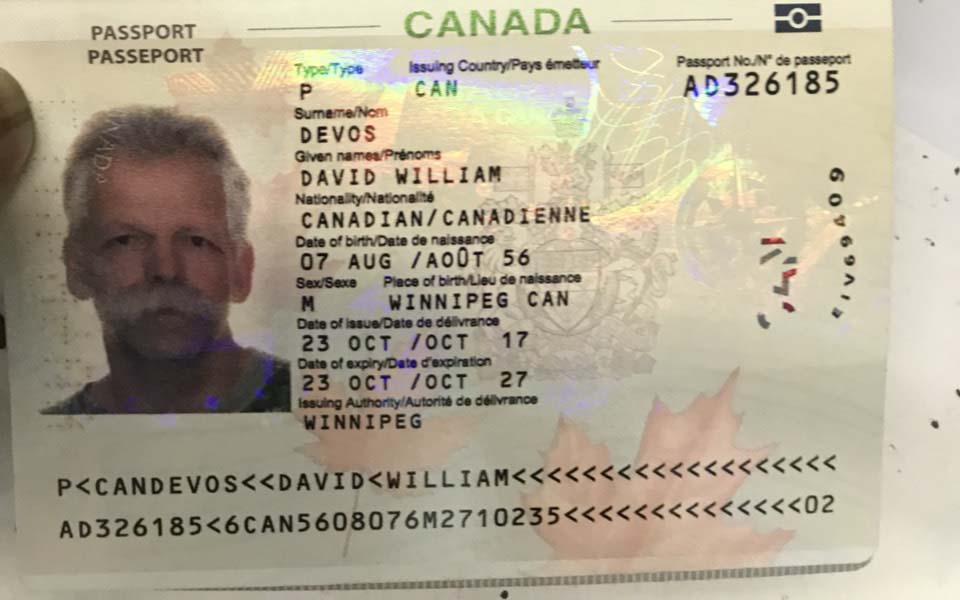 PASSPORT
PASSEPORT
CANADA
Type/Type Issuing Country/Pays émetteur Passport No./N° de passeport
P CAN AD326185
Surname/Nom
DEVOS
Given names/Prénoms
DAVID WILLIAM
Nationality/Nationalité
CANADIAN/CANADIENNE
Date of birth/Date de naissance
07 AUG /AOÛT 56
Sex/Sexe Place of birth/Lieu de naissance
M WINNIPEG CAN
Date of issue/Date de délivrance
23 OCT /OCT 17
Date of expiry/Date d'expiration
23 OCT /OCT 27
Issuing Authority/Autorité de délivrance
WINNIPEG
P<CANDEVOS<<DAVID<WILLIAM<<<<<<<<<<<<<<<<<<<
AD326185<6CAN5608076M2710235<<<<<<<<<<<<<<02